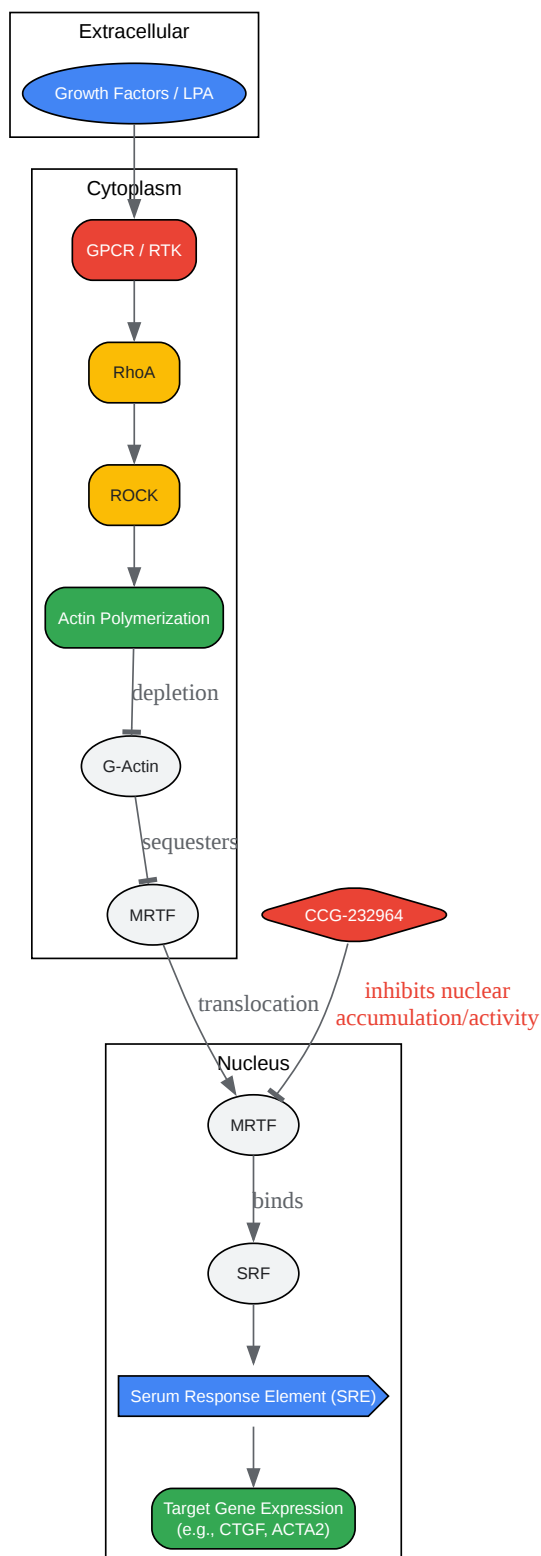 Extracellular
Growth Factors / LPA
Cytoplasm
GPCR / RTK
RhoA
ROCK
Actin Polymerization
depletion
G-Actin
sequesters
MRTF
CCG-232964
translocation
inhibits nuclear
accumulation/activity
Nucleus
MRTF
binds
SRF
Serum Response Element (SRE)
Target Gene Expression
(e.g., CTGF, ACTA2)